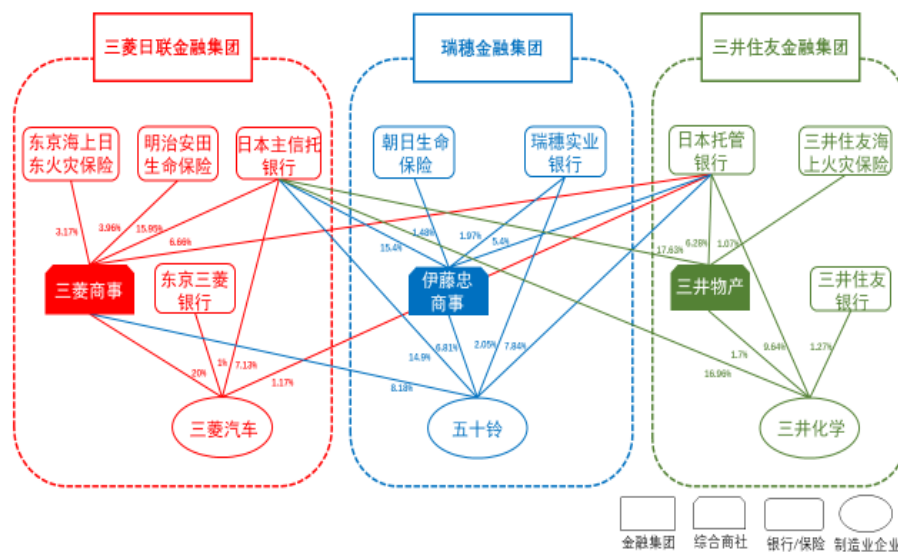 三菱日联金融集团
瑞穗金融集团
三井住友金融集团
东京海上日
东火灾保险
明治安田
生命保险
日本主信托
银行
朝日生命
保险
瑞穗实业
银行
日本托管
银行
三井住友海
上火灾保险
3.17%
3.96%
15.95%
6.66%
15.4%
1.48%
1.97%
5.4%
17.63%
6.28%
1.07%
三菱商事
东京三菱
银行
伊藤忠
商事
三井物产
三井住友
银行
20%
1%
7.13%
1.17%
14.9%
6.81%
2.05%
7.84%
8.18%
1.7%
9.64%
16.96%
1.27%
三菱汽车
五十铃
三井化学
金融集团
综合商社
银行/保险
制造业企业